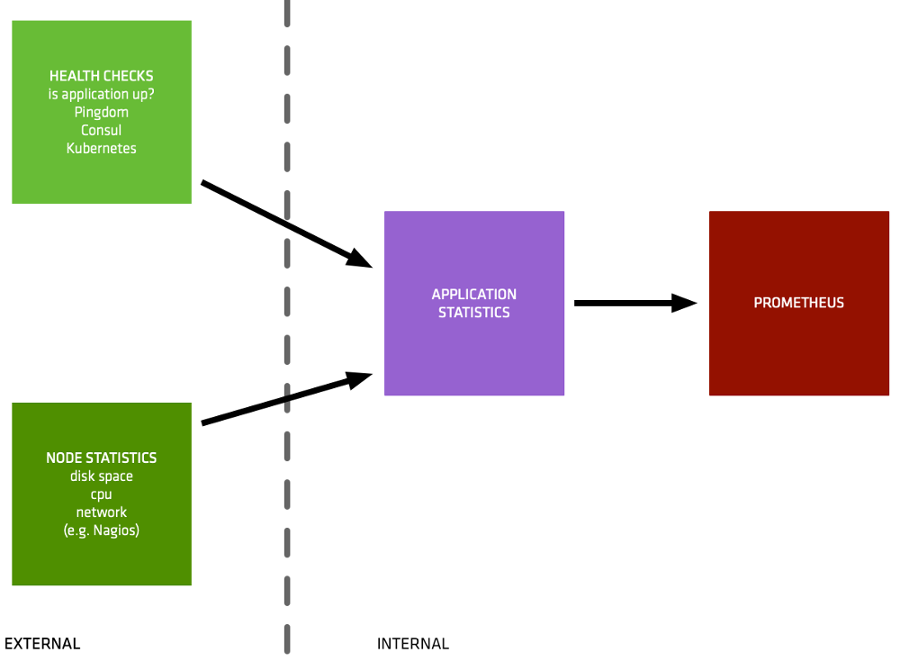 HEALTH CHECKS
is application up?
Pingdom
Consul
Kubernetes
APPLICATION
STATISTICS
PROMETHEUS
NODE STATISTICS
disk space
cpu
network
(e.g. Nagios)
EXTERNAL
INTERNAL